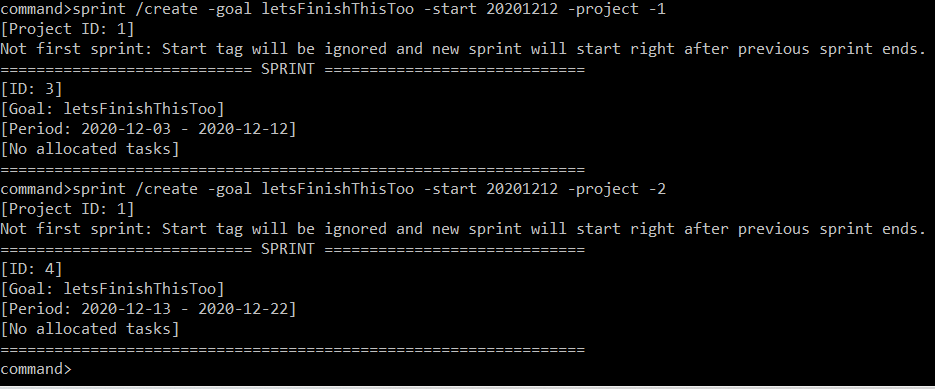 command>sprint /create -goal letsFinishThisToo -start 20201212 -project -1
[Project ID: 1]
Not first sprint: Start tag will be ignored and new sprint will start right after previous sprint ends.
============================ SPRINT =============================
[ID: 3]
[Goal: letsFinishThisToo]
[Period: 2020-12-03 - 2020-12-12]
[No allocated tasks]
=================================================================
command>sprint /create -goal letsFinishThisToo -start 20201212 -project -2
[Project ID: 1]
Not first sprint: Start tag will be ignored and new sprint will start right after previous sprint ends.
============================ SPRINT =============================
[ID: 4]
[Goal: letsFinishThisToo]
[Period: 2020-12-13 - 2020-12-22]
[No allocated tasks]
=================================================================
command>